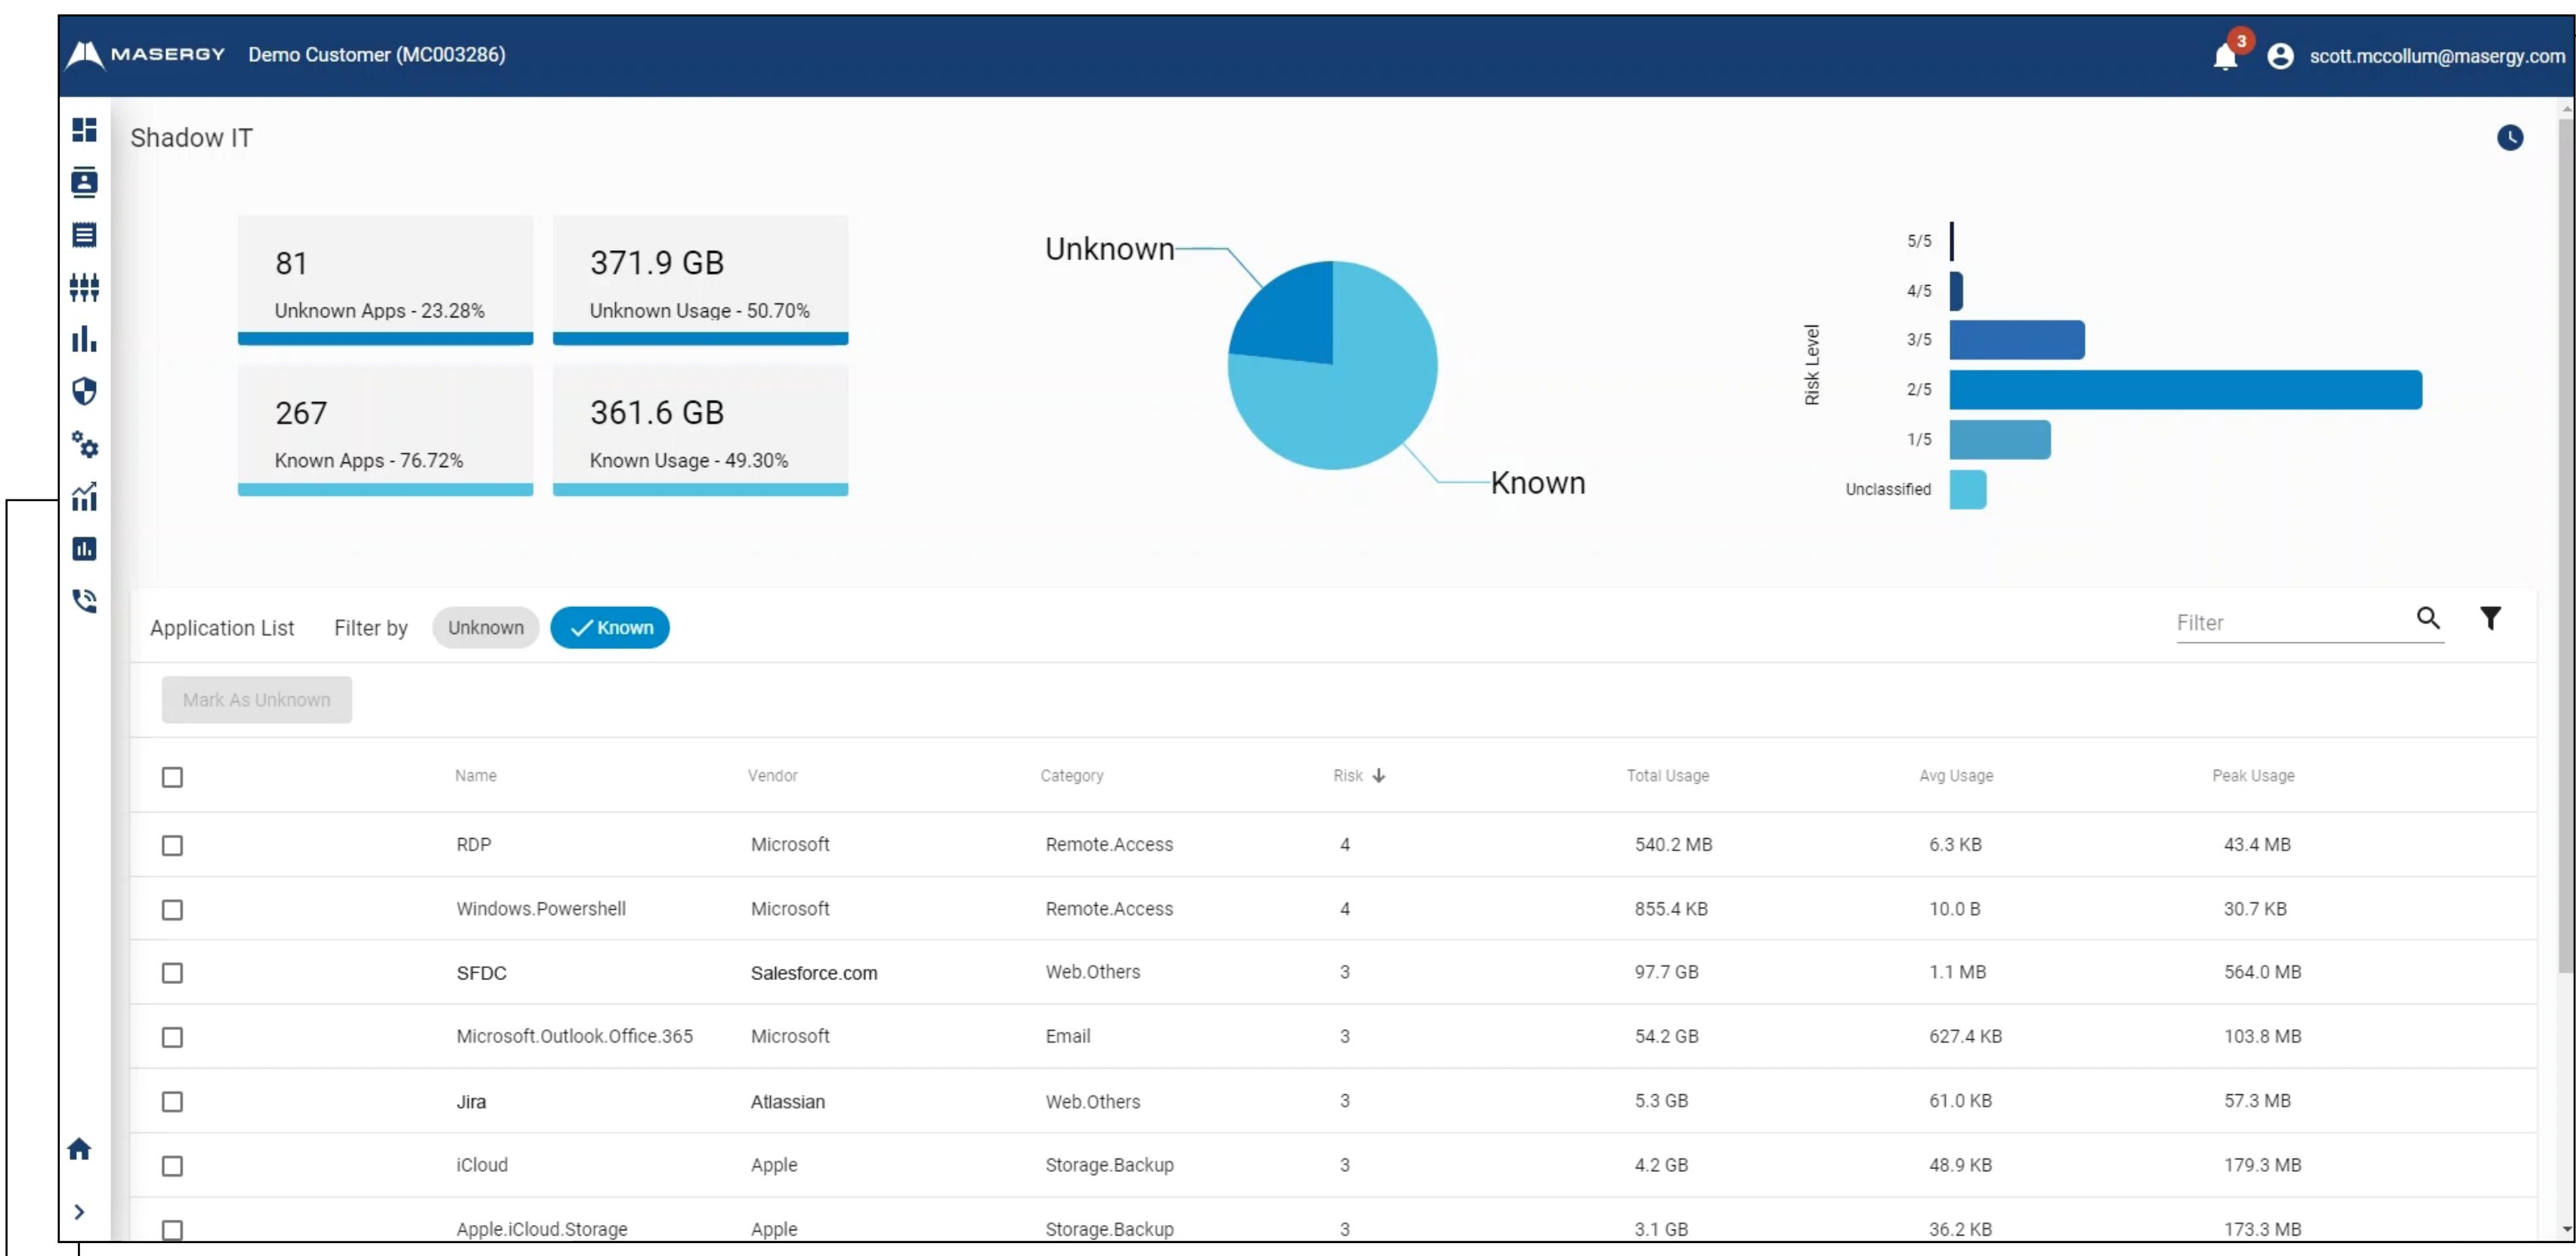 MASERGY Demo Customer (MC003286) 3 scott.mccollum@masergy.com
Shadow IT
81
Unknown Apps - 23.28%
371.9 GB
Unknown Usage - 50.70%
267
Known Apps - 76.72%
361.6 GB
Known Usage - 49.30%
Unknown
Known
Risk Level
5/5
4/5
3/5
2/5
1/5
Unclassified
Application List Filter by Unknown Known Filter
Mark As Unknown
Name Vendor Category Risk Total Usage Avg Usage Peak Usage
RDP Microsoft Remote.Access 4 540.2 MB 6.3 KB 43.4 MB
Windows.Powershell Microsoft Remote.Access 4 855.4 KB 10.0 B 30.7 KB
SFDC Salesforce.com Web.Others 3 97.7 GB 1.1 MB 564.0 MB
Microsoft.Outlook.Office.365 Microsoft Email 3 54.2 GB 627.4 KB 103.8 MB
Jira Atlassian Web.Others 3 5.3 GB 61.0 KB 57.3 MB
iCloud Apple Storage.Backup 3 4.2 GB 48.9 KB 179.3 MB
Apple.iCloud.Storage Apple Storage.Backup 3 3.1 GB 36.2 KB 173.3 MB